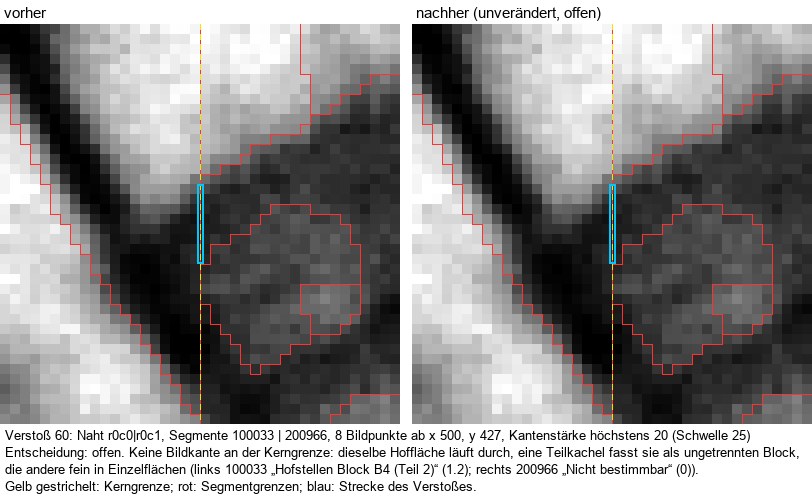 vorher
nachher (unverändert, offen)
Verstoß 60: Naht r0c0|r0c1, Segmente 100033 | 200966, 8 Bildpunkte ab x 500, y 427, Kantenstärke höchstens 20 (Schwelle 25)
Entscheidung: offen. Keine Bildkante an der Kerngrenze: dieselbe Hoffläche läuft durch, eine Teilkachel fasst sie als ungetrennten Block,
die andere fein in Einzelflächen (links 100033 „Hofstellen Block B4 (Teil 2)“ (1.2); rechts 200966 „Nicht bestimmbar“ (0)).
Gelb gestrichelt: Kerngrenze; rot: Segmentgrenzen; blau: Strecke des Verstoßes.